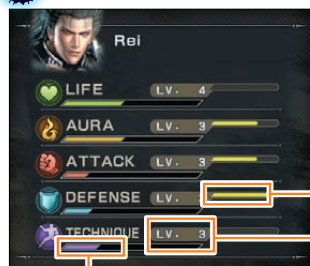 Rei
LIFE LV. 4
AURA LV. 3
ATTACK LV. 3
DEFENSE LV.
TECHNIQUE LV. 3